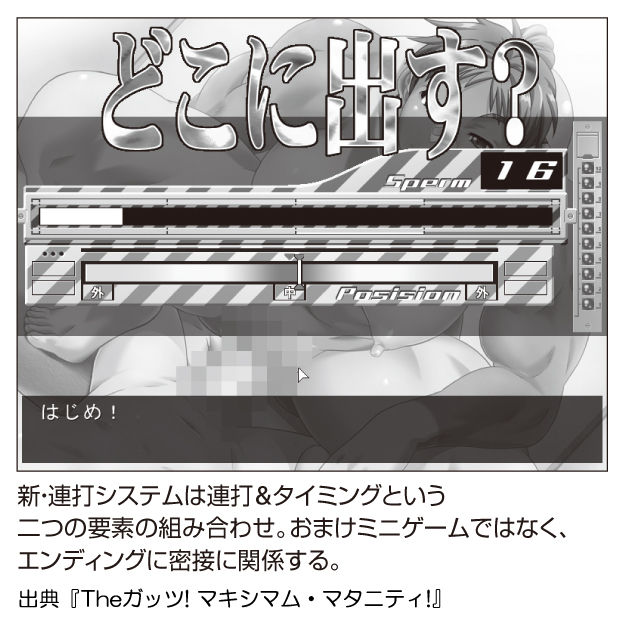 どこに出す?
Sperm 16
外 中 Posision 外
はじめ!
新・連打システムは連打&タイミングという
二つの要素の組み合わせ。おまけミニゲームではなく、
エンディングに密接に関係する。
出典『Theガッツ! マキシマム・マタニティ!』